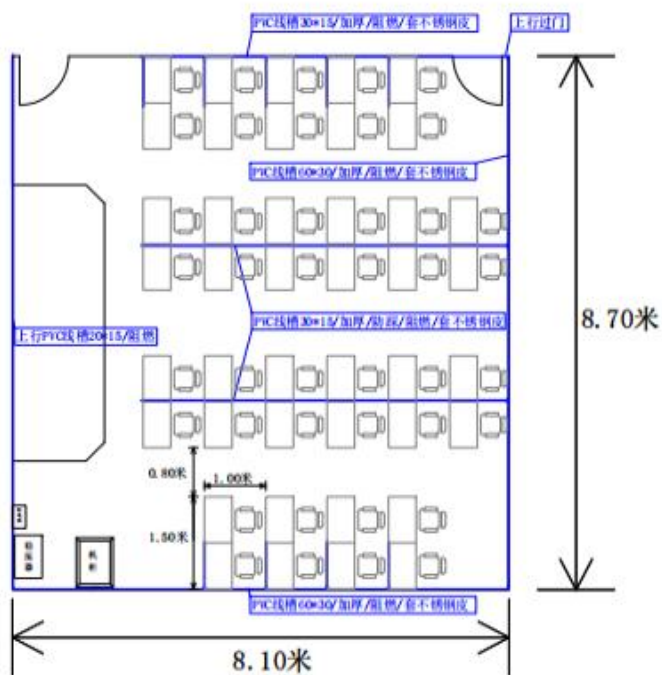 PVC线槽30*15/加厚/阻燃/套不锈钢皮
上行过门
PVC线槽60*30/加厚/阻燃/套不锈钢皮
8.70米
PVC线槽30*15/加厚/防踩/阻燃/套不锈钢皮
上行PVC线槽20*15/阻燃
0.80米
1.00米
1.50米
稳压器
机柜
PVC线槽60*30/加厚/阻燃/套不锈钢皮
8.10米